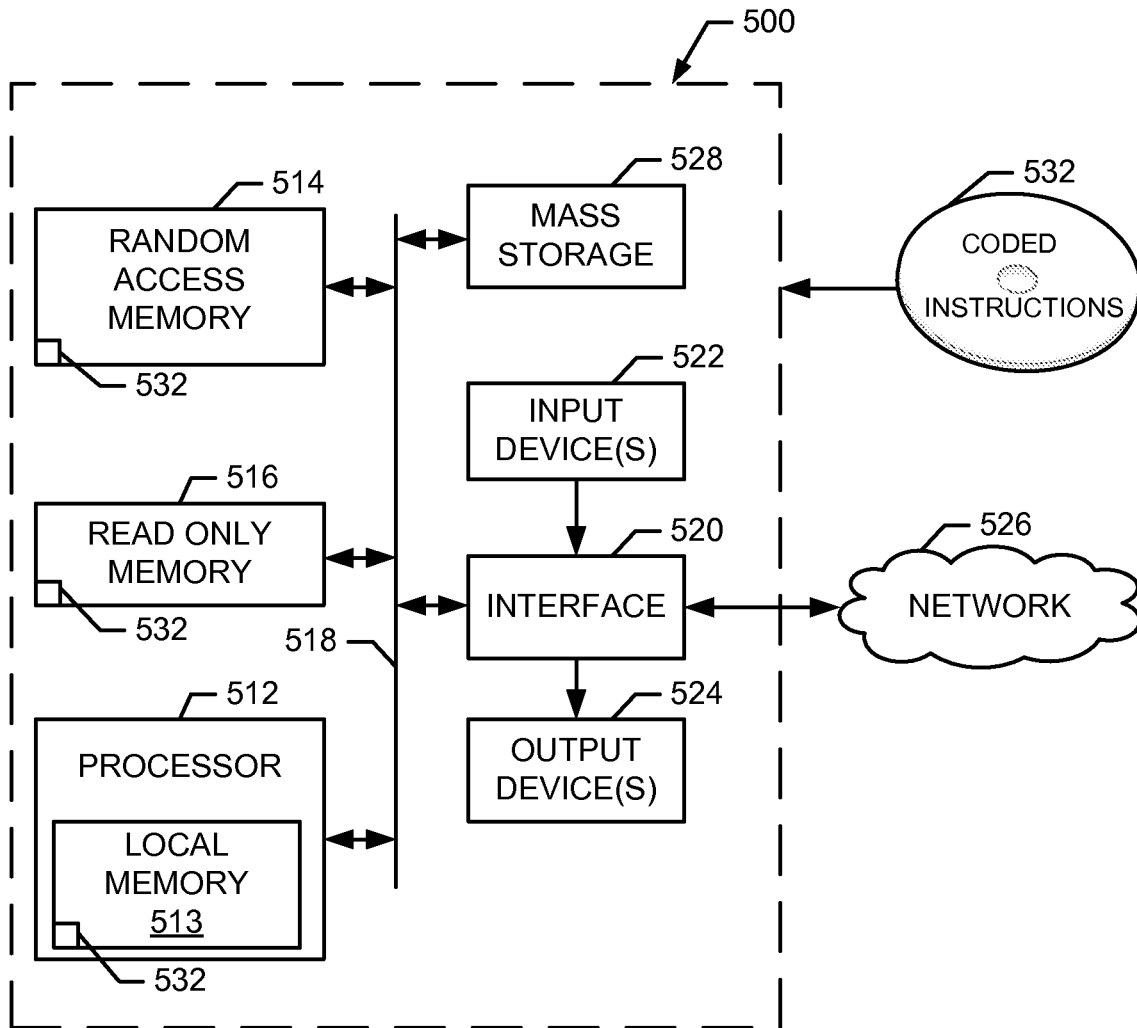 500
514
RANDOM
ACCESS
MEMORY
532
528
MASS
STORAGE
532
CODED
INSTRUCTIONS
522
INPUT
DEVICE(S)
516
READ ONLY
MEMORY
532
520
INTERFACE
526
NETWORK
518
512
PROCESSOR
LOCAL
MEMORY
513
532
524
OUTPUT
DEVICE(S)